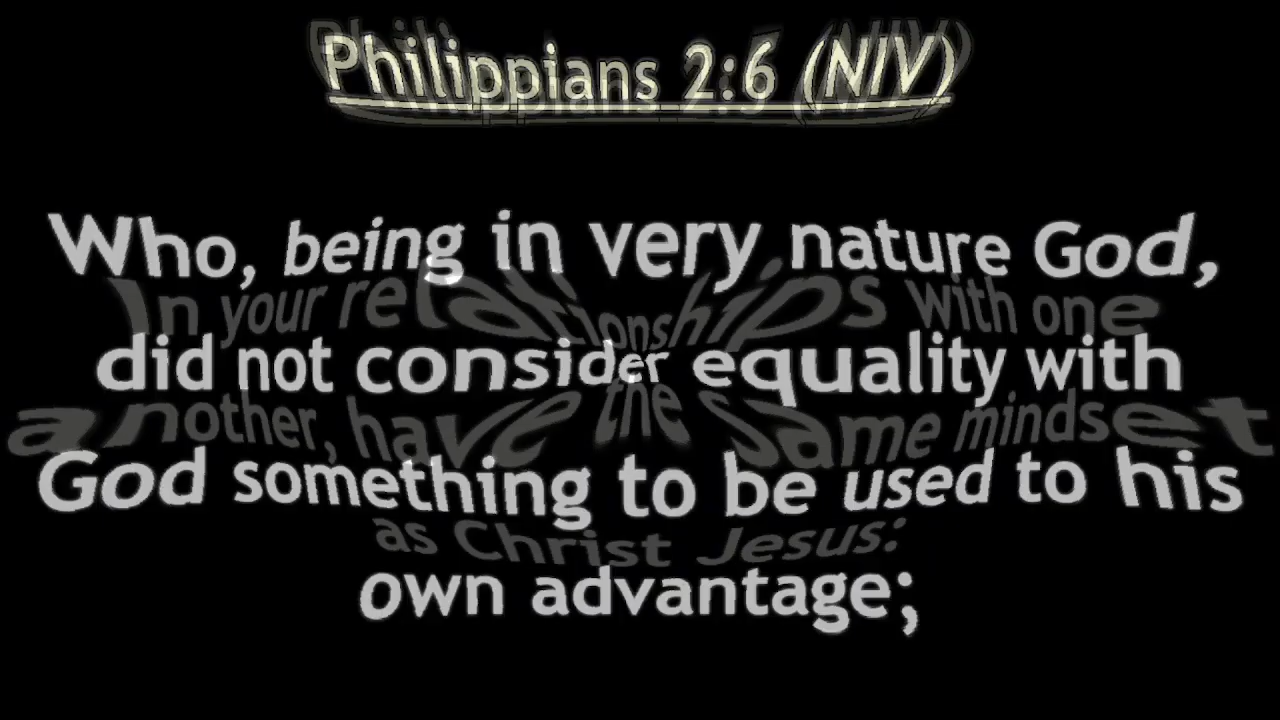 Philippians 2:6 (NIV)
Who, being in very nature God,
In your relationships with one
did not consider equality with
another, have the same mindset
God something to be used to his
as Christ Jesus:
own advantage;